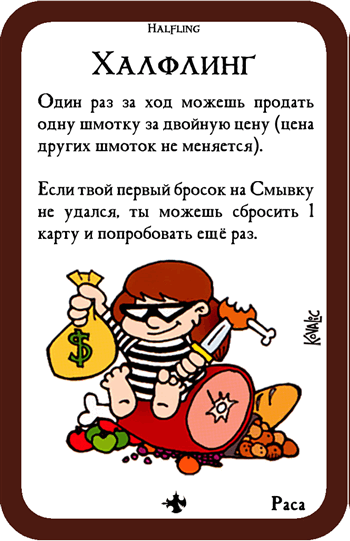 Halfling
Халфлинг
Один раз за ход можешь продать
одну шмотку за двойную цену (цена
других шмоток не меняется).
Если твой первый бросок на Смывку
не удался, ты можешь сбросить 1
карту и попробовать ещё раз.
$
Kovalic
Раса